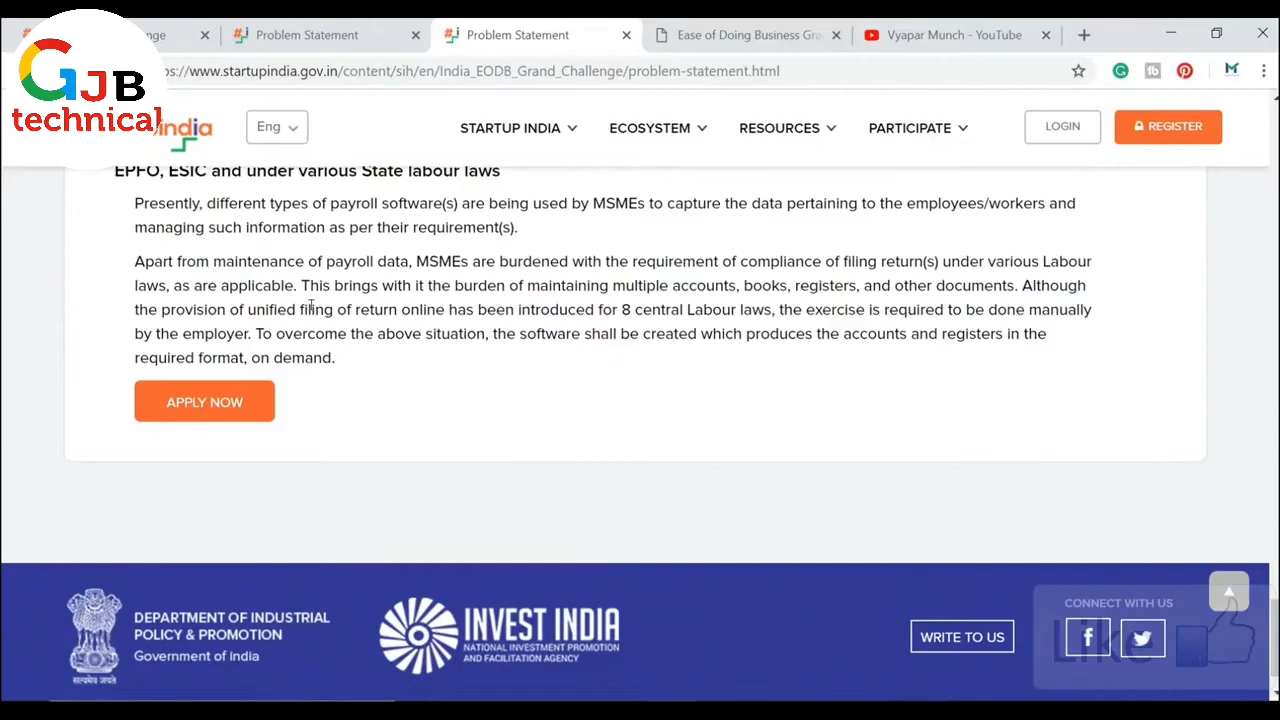 nge
Problem Statement
Problem Statement
Ease of Doing Business Gra
Vyapar Munch - YouTube
ps://www.startupindia.gov.in/content/sih/en/India_EODB_Grand_Challenge/problem-statement.html
GJB
technical
india
Eng
STARTUP INDIA
ECOSYSTEM
RESOURCES
PARTICIPATE
LOGIN
REGISTER
EPFO, ESIC and under various State labour laws
Presently, different types of payroll software(s) are being used by MSMEs to capture the data pertaining to the employees/workers and
managing such information as per their requirement(s).
Apart from maintenance of payroll data, MSMEs are burdened with the requirement of compliance of filing return(s) under various Labour
laws, as are applicable. This brings with it the burden of maintaining multiple accounts, books, registers, and other documents. Although
the provision of unified filing of return online has been introduced for 8 central Labour laws, the exercise is required to be done manually
by the employer. To overcome the above situation, the software shall be created which produces the accounts and registers in the
required format, on demand.
APPLY NOW
DEPARTMENT OF INDUSTRIAL
POLICY & PROMOTION
Government of india
सत्यमेव जयते
INVEST INDIA
NATIONAL INVESTMENT PROMOTION
AND FACILITATION AGENCY
WRITE TO US
CONNECT WITH US
Like